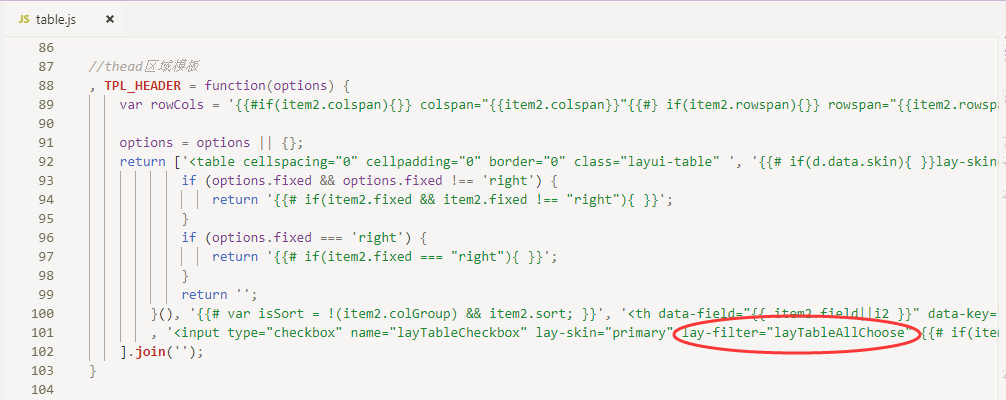 JS table.js ×
86
87 //thead区域模板
88 , TPL_HEADER = function(options) {
89 var rowCols = '{{#if(item2.colspan){}} colspan="{{item2.colspan}}"{{#} if(item2.rowspan){}} rowspan="{{item2.rowsp
90
91 options = options || {};
92 return ['<table cellspacing="0" cellpadding="0" border="0" class="layui-table" ', '{{# if(d.data.skin){ }}lay-skin=
93 if (options.fixed && options.fixed !== 'right') {
94 return '{{# if(item2.fixed && item2.fixed !== "right"){ }}';
95 }
96 if (options.fixed === 'right') {
97 return '{{# if(item2.fixed === "right"){ }}';
98 }
99 return '';
100 }(), '{{# var isSort = !(item2.colGroup) && item2.sort; }}', '<th data-field="{{ item2.field||i2 }}" data-key=
101 , '<input type="checkbox" name="layTableCheckbox" lay-skin="primary" lay-filter="layTableAllChoose" {{# if(ite
102 ].join('');
103 }
104